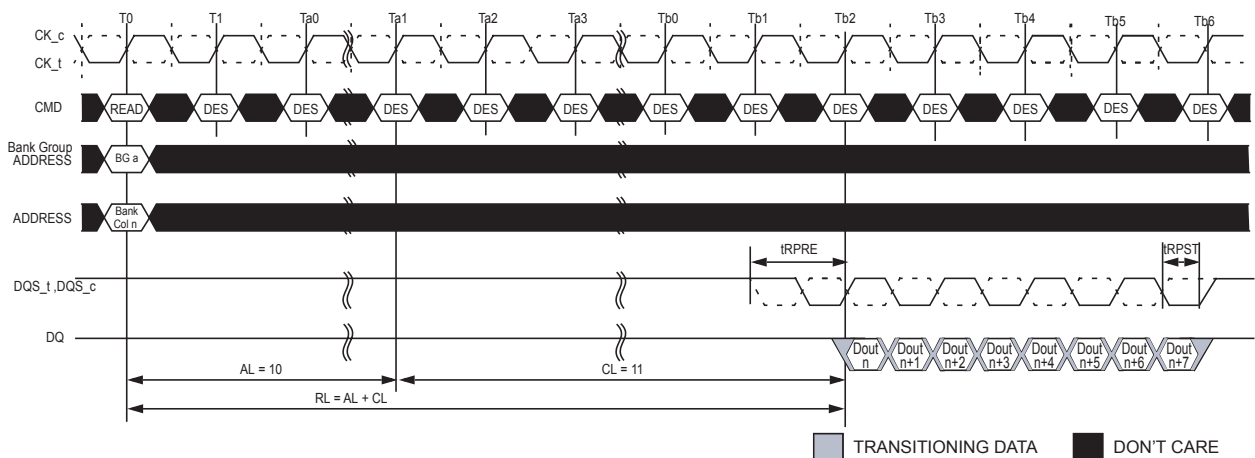 T0 T1 Ta0 Ta1 Ta2 Ta3 Tb0 Tb1 Tb2 Tb3 Tb4 Tb5 Tb6
CK_c
CK_t
CMD READ DES DES DES DES DES DES DES DES DES DES DES DES
Bank Group
ADDRESS
BG a
ADDRESS
Bank
Col n
tRPRE tRPST
DQS_t ,DQS_c
DQ
Dout Dout Dout Dout Dout Dout Dout Dout
n n+1 n+2 n+3 n+4 n+5 n+6 n+7
AL = 10 CL = 11
RL = AL + CL
TRANSITIONING DATA DON'T CARE